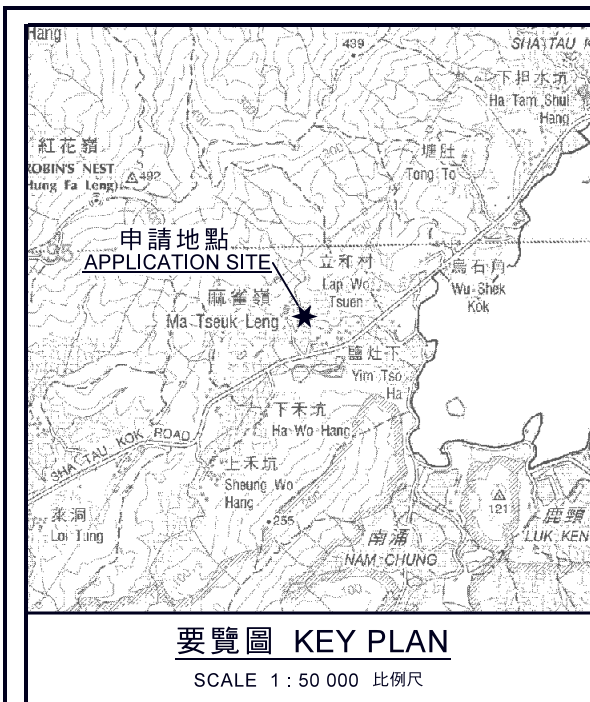 Hang
439
SHA TAU K
下担水坑
Ha Tam Shui
Hang
紅花嶺
ROBIN'S NEST
(Hung Fa Leng)
492
塘肚
Tong To
300
申請地點
APPLICATION SITE
立和村
Lap Wo
Tsuen
烏石角
Wu Shek
Kok
麻雀嶺
Ma Tseuk Leng
鹽灶下
Yim Tso
Ha
下禾坑
Ha Wo Hang
SHA TAU KOK ROAD
上禾坑
Sheung Wo
Hang
萊洞
Loi Tung
255
121
鹿頸
LUK KEN
南涌
NAM CHUNG
100
要覽圖 KEY PLAN
SCALE 1 : 50 000 比例尺